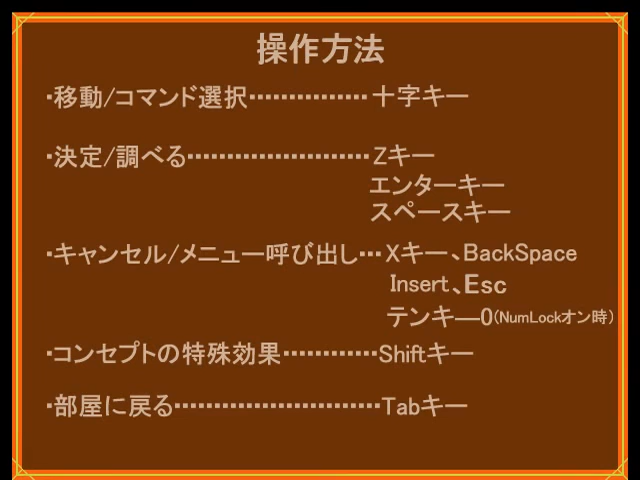 操作方法
・移動/コマンド選択・・・・・・・・・・・・・・・十字キー
・決定/調べる・・・・・・・・・・・・・・・・・・・・・・・Zキー
エンターキー
スペースキー
・キャンセル/メニュー呼び出し・・・Xキー、BackSpace
Insert、Esc
テンキー0(NumLockオン時)
・コンセプトの特殊効果・・・・・・・・・・・・Shiftキー
・部屋に戻る・・・・・・・・・・・・・・・・・・・・・・・・・・Tabキー